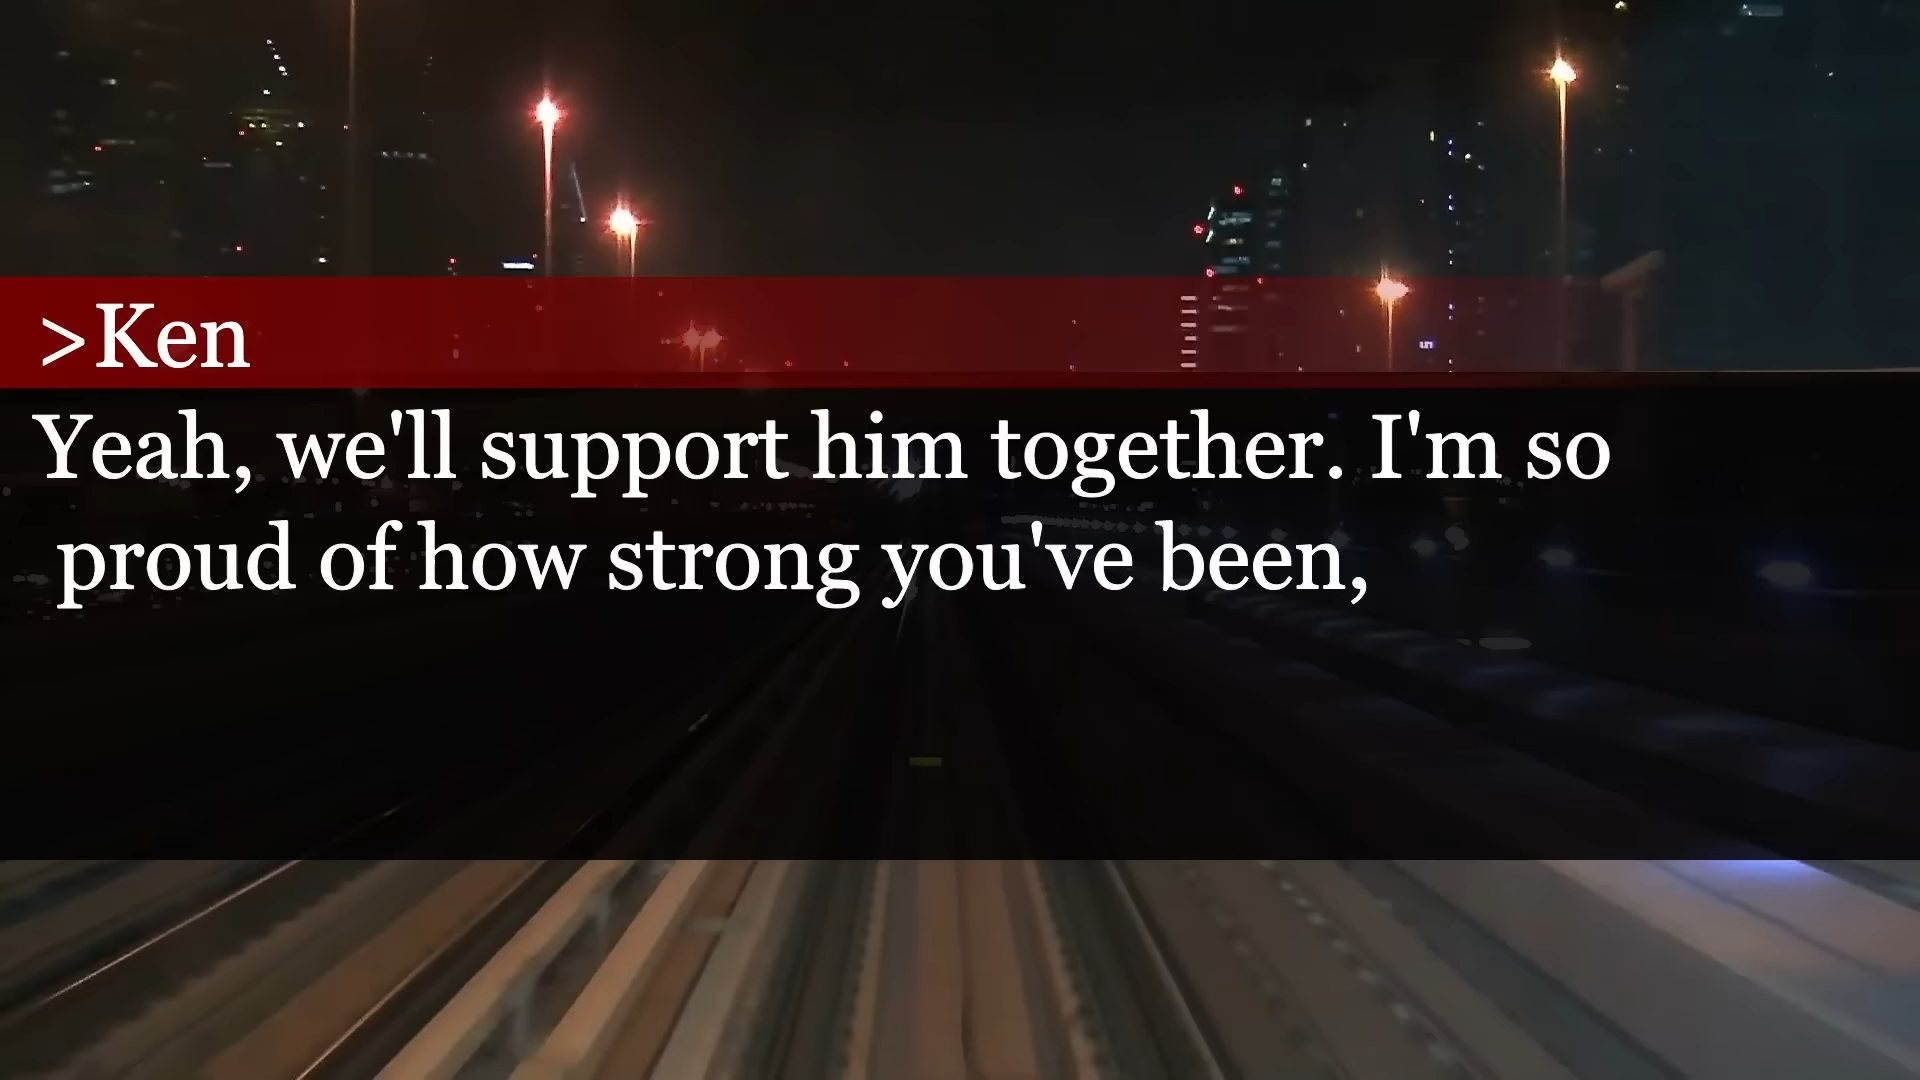 >Ken
Yeah, we'll support him together. I'm so
proud of how strong you've been,